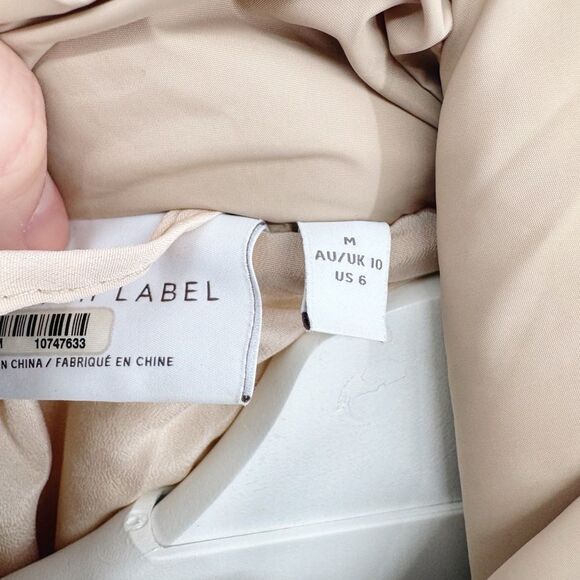 LABEL
10747633
CHINA / FABRIQUÉ EN CHINE
M
AU/UK 10
US 6